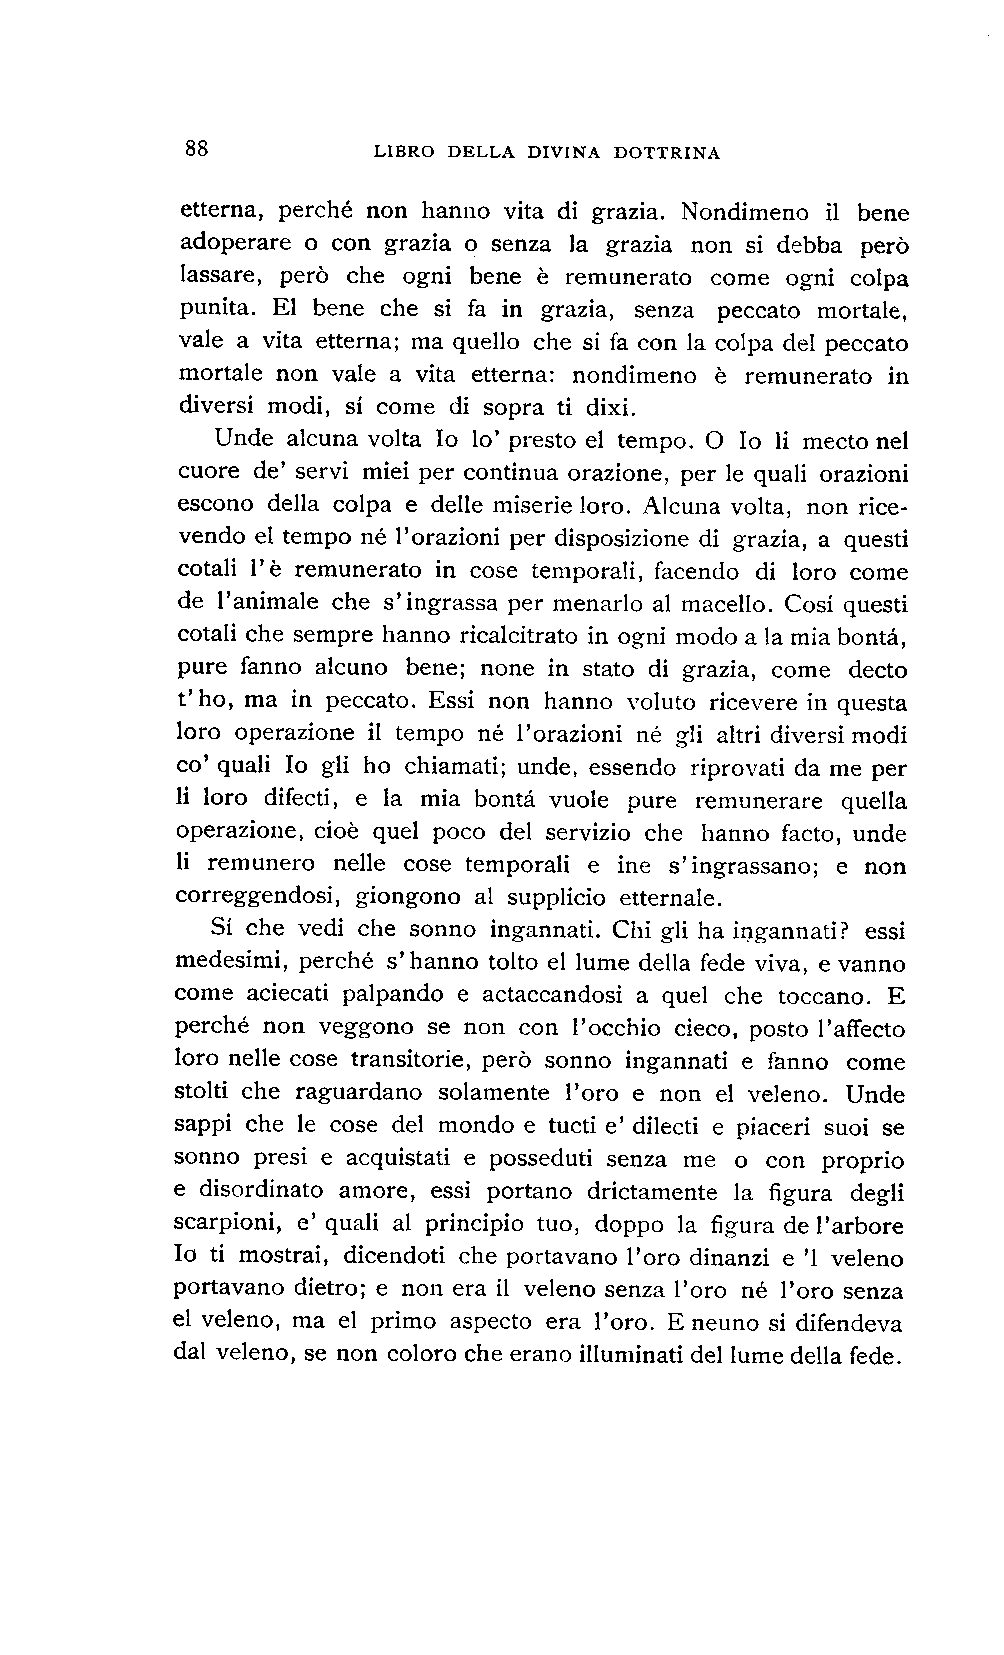 88 LIBRO DELLA DIVINA DOTTRINA
etterna, perché non hanno vita di grazia. Nondimeno il bene
adoperare o con grazia o senza la grazia non si debba però
lassare, però che ogni bene è remunerato come ogni colpa
punita. El bene che si fa in grazia, senza peccato mortale,
vale a vita etterna; ma quello che si fa con la colpa del peccato
mortale non vale a vita etterna: nondimeno è remunerato in
diversi modi, sí come di sopra ti dixi.
Unde alcuna volta Io lo' presto el tempo. O Io li mecto nel
cuore de' servi miei per continua orazione, per le quali orazioni
escono della colpa e delle miserie loro. Alcuna volta, non rice-
vendo el tempo né l'orazioni per disposizione di grazia, a questi
cotali l'è remunerato in cose temporali, facendo di loro come
de l'animale che s'ingrassa per menarlo al macello. Cosí questi
cotali che sempre hanno ricalcitrato in ogni modo a la mia bontá,
pure fanno alcuno bene; none in stato di grazia, come decto
t'ho, ma in peccato. Essi non hanno voluto ricevere in questa
loro operazione il tempo né l'orazioni né gli altri diversi modi
co' quali Io gli ho chiamati; unde, essendo riprovati da me per
li loro difecti, e la mia bontá vuole pure remunerare quella
operazione, cioè quel poco del servizio che hanno facto, unde
li remunero nelle cose temporali e ine s'ingrassano; e non
correggendosi, giongono al supplicio etternale.
Sí che vedi che sonno ingannati. Chi gli ha ingannati? essi
medesimi, perché s'hanno tolto el lume della fede viva, e vanno
come aciecati palpando e actaccandosi a quel che toccano. E
perché non veggono se non con l'occhio cieco, posto l'affecto
loro nelle cose transitorie, però sonno ingannati e fanno come
stolti che raguardano solamente l'oro e non el veleno. Unde
sappi che le cose del mondo e tucti e' dilecti e piaceri suoi se
sonno presi e acquistati e posseduti senza me o con proprio
e disordinato amore, essi portano drictamente la figura degli
scarpioni, e' quali al principio tuo, doppo la figura de l'arbore
Io ti mostrai, dicendoti che portavano l'oro dinanzi e 'l veleno
portavano dietro; e non era il veleno senza l'oro né l'oro senza
el veleno, ma el primo aspecto era l'oro. E neuno si difendeva
dal veleno, se non coloro che erano illuminati del lume della fede.